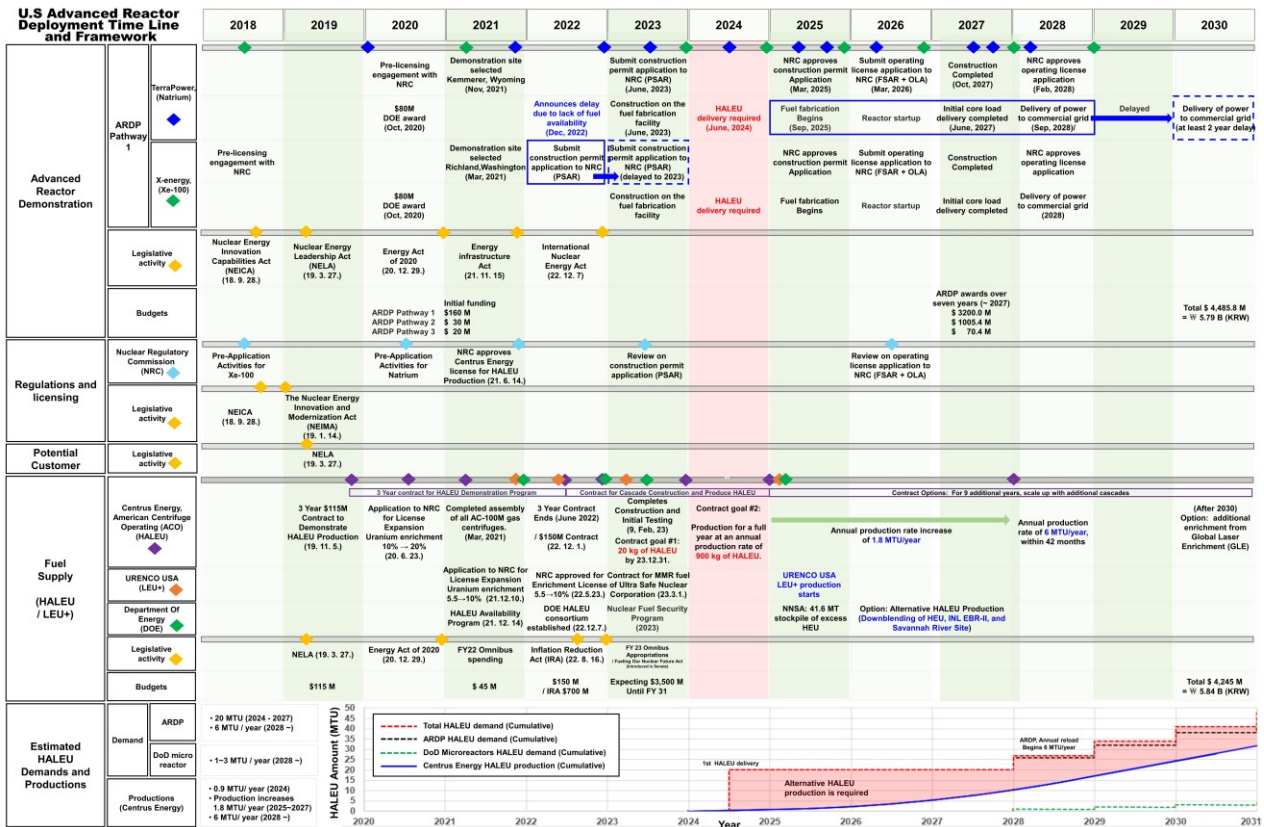 U.S Advanced Reactor
Deployment Time Line
and Framework
2018
2019
2020
2021
2022
2023
2024
2025
2026
2027
2028
2029
2030
Advanced
Reactor
Demonstration
ARDP
Pathway
1
TerraPower,
(Natrium)
Pre-licensing
engagement with
NRC
Demonstration site
selected
Kemmerer, Wyoming
(Nov, 2021)
Submit construction
permit application to
NRC (PSAR)
(June, 2023)
NRC approves
construction permit
Application
(Mar, 2025)
Submit operating
license application to
NRC (FSAR + OLA)
(Mar, 2026)
Construction
Completed
(Oct, 2027)
NRC approves
operating license
application
(Feb, 2028)
$80M
DOE award
(Oct, 2020)
Announces delay
due to lack of fuel
availability
(Dec, 2022)
Construction on the
fuel fabrication
facility
(June, 2023)
HALEU
delivery required
(June, 2024)
Fuel fabrication
Begins
(Sep, 2025)
Reactor startup
Initial core load
delivery completed
(June, 2027)
Delivery of power
to commercial grid
(Sep, 2028)/
Delayed
Delivery of power
to commercial grid
(at least 2 year delay)
X-energy,
(Xe-100)
Pre-licensing
engagement with
NRC
Demonstration site
selected
Richland,Washington
(Mar, 2021)
Submit
construction permit
application to NRC
(PSAR)
Submit construction
permit application to
NRC (PSAR)
(delayed to 2023)
NRC approves
construction permit
Application
Submit operating
license application to
NRC (FSAR + OLA)
Construction
Completed
NRC approves
operating license
application
$80M
DOE award
(Oct, 2020)
Construction on the
fuel fabrication
facility
HALEU
delivery required
Fuel fabrication
Begins
Reactor startup
Initial core load
delivery completed
Delivery of power
to commercial grid
(2028)
Legislative
activity
Nuclear Energy
Innovation
Capabilities Act
(NEICA)
(18. 9. 28.)
Nuclear Energy
Leadership Act
(NELA)
(19. 3. 27.)
Energy Act
of 2020
(20. 12. 29.)
Energy
infrastructure
Act
(21. 11. 15)
International
Nuclear
Energy Act
(22. 12. 7)
Budgets
Initial funding
ARDP Pathway 1 $160 M
ARDP Pathway 2 $ 30 M
ARDP Pathway 3 $ 20 M
ARDP awards over
seven years (~ 2027)
$ 3200.0 M
$ 1005.4 M
$ 70.4 M
Total $ 4,485.8 M
= ₩ 5.79 B (KRW)
Regulations and
licensing
Nuclear Regulatory
Commission
(NRC)
Pre-Application
Activities for
Xe-100
Pre-Application
Activities for
Natrium
NRC approves
Centrus Energy
license for HALEU
Production (21. 6. 14.)
Review on
construction permit
application (PSAR)
Review on operating
license application to
NRC (FSAR + OLA)
Legislative
activity
NEICA
(18. 9. 28.)
The Nuclear Energy
Innovation and
Modernization Act
(NEIMA)
(19. 1. 14.)
Potential
Customer
Legislative
activity
NELA
(19. 3. 27.)
Fuel
Supply
(HALEU
/ LEU+)
3 Year contract for HALEU Demonstration Program
Contract for Cascade Construction and Produce HALEU
Contract Options: For 9 additional years, scale up with additional cascades
Centrus Energy,
American Centrifuge
Operating (ACO)
(HALEU)
3 Year $115M
Contract to
Demonstrate
HALEU Production
(19. 11. 5.)
Application to NRC
for License
Expansion
Uranium enrichment
10% → 20%
(20. 6. 23.)
Completed assembly
of all AC-100M gas
centrifuges.
(Mar, 2021)
3 Year Contract
Ends (June 2022)
/ $150M Contract
(22. 12. 1.)
Completes
Construction and
Initial Testing
(9, Feb, 23)
Contract goal #1:
20 kg of HALEU
by 23.12.31.
Contract goal #2:
Production for a full
year at an annual
production rate of
900 kg of HALEU.
Annual production rate increase
of 1.8 MTU/year
Annual production
rate of 6 MTU/year,
within 42 months
(After 2030)
Option: additional
enrichment from
Global Laser
Enrichment (GLE)
URENCO USA
(LEU+)
Application to NRC for
License Expansion
Uranium enrichment
5.5→10% (21.12.10.)
NRC approved for
Enrichment License
5.5→10% (22.5.23.)
Contract for MMR fuel
of Ultra Safe Nuclear
Corporation (23.3.1.)
URENCO USA
LEU+ production
starts
Department Of
Energy
(DOE)
HALEU Availability
Program (21. 12. 14)
DOE HALEU
consortium
established (22.12.7.)
Nuclear Fuel Security
Program
(2023)
NNSA: 41.6 MT
stockpile of excess
HEU
Option: Alternative HALEU Production
(Downblending of HEU, INL EBR-II, and
Savannah River Site)
Legislative
activity
NELA (19. 3. 27.)
Energy Act of 2020
(20. 12. 29.)
FY22 Omnibus
spending
Inflation Reduction
Act (IRA) (22. 8. 16.)
FY 23 Omnibus
Appropriations
/ Fueling Our Nuclear Future Act
(Introduced in Senate)
Budgets
$115 M
$ 45 M
$150 M
/ IRA $700 M
Expecting $3,500 M
Until FY 31
Total $ 4,245 M
= ₩ 5.84 B (KRW)
Estimated
HALEU
Demands and
Productions
Demand
ARDP
• 20 MTU (2024 - 2027)
• 6 MTU/ year (2028 ~)
DoD micro
reactor
• 1~3 MTU / year (2028 ~)
Productions
(Centrus Energy)
• 0.9 MTU/ year (2024)
• Production increases
1.8 MTU/ year (2025~2027)
• 6 MTU/ year (2028 ~)
HALEU Amount (MTU)
50
45
40
35
30
25
20
15
10
5
0
Total HALEU demand (Cumulative)
ARDP HALEU demand (Cumulative)
DoD Microreactors HALEU demand (Cumulative)
Centrus Energy HALEU production (Cumulative)
1st HALEU delivery
Alternative HALEU
production is required
ARDP, Annual reload
Begins 6 MTU/year
2020
2021
2022
2023
2024
2025
2026
2027
2028
2029
2030
2031
Year